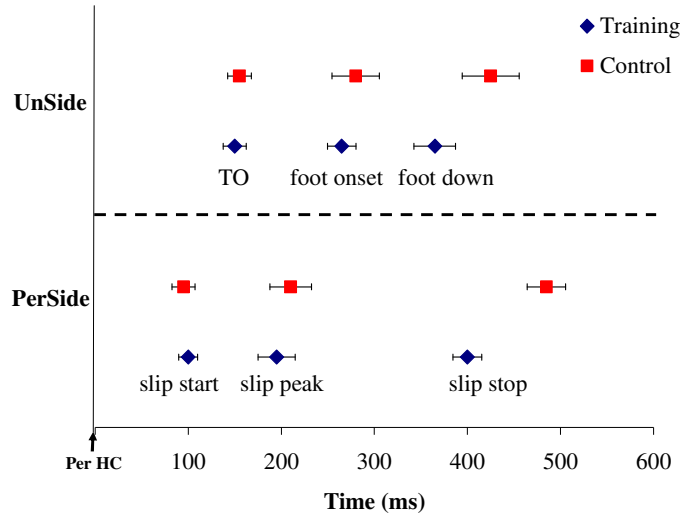 Training
Control
UnSide
TO foot onset foot down
PerSide
slip start slip peak slip stop
Per HC
100 200 300 400 500 600
Time (ms)